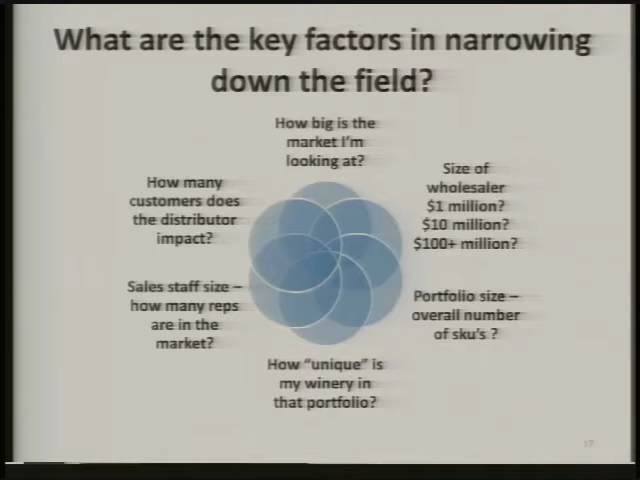 What are the key factors in narrowing
down the field?
How big is the
market I'm
looking at?
Size of
wholesaler
$1 million?
$10 million?
$100+ million?
Portfolio size –
overall number
of sku's ?
How "unique" is
my winery in
that portfolio?
Sales staff size –
how many reps
are in the
market?
How many
customers does
the distributor
impact?
17